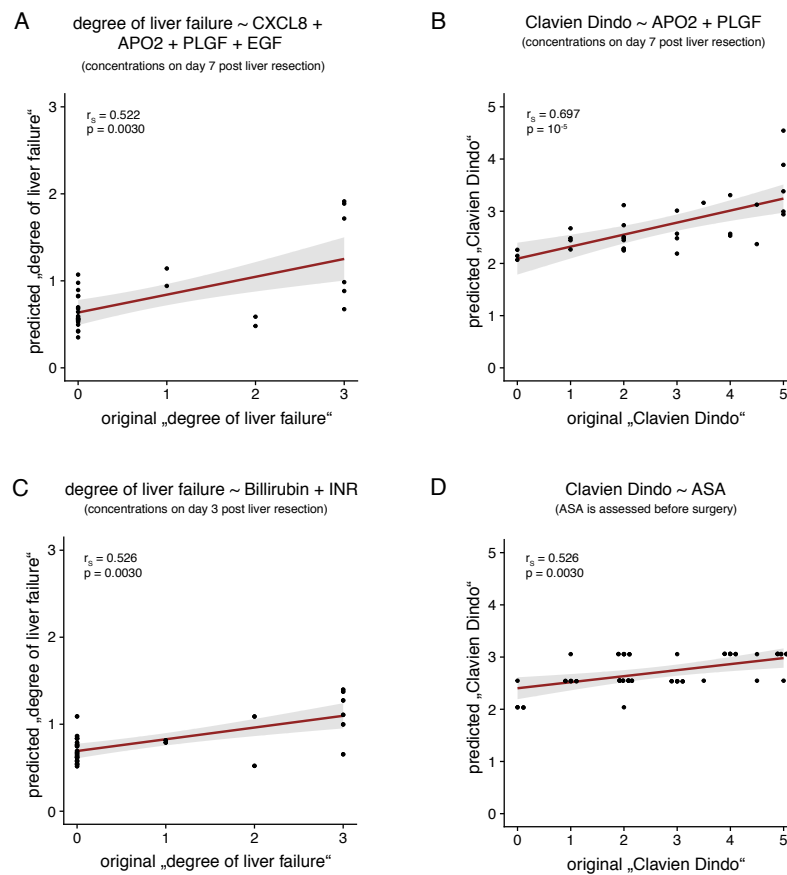 A
degree of liver failure ~ CXCL8 +
APO2 + PLGF + EGF
(concentrations on day 7 post liver resection)
r_S = 0.522
p = 0.0030
3
2
1
0
predicted „degree of liver failure“
0 1 2 3
original „degree of liver failure“
B
Clavien Dindo ~ APO2 + PLGF
(concentrations on day 7 post liver resection)
r_S = 0.697
p = 10^-5
5
4
3
2
1
0
predicted „Clavien Dindo“
0 1 2 3 4 5
original „Clavien Dindo“
C
degree of liver failure ~ Billirubin + INR
(concentrations on day 3 post liver resection)
r_S = 0.526
p = 0.0030
3
2
1
0
predicted „degree of liver failure“
0 1 2 3
original „degree of liver failure“
D
Clavien Dindo ~ ASA
(ASA is assessed before surgery)
r_S = 0.526
p = 0.0030
5
4
3
2
1
0
predicted „Clavien Dindo“
0 1 2 3 4 5
original „Clavien Dindo“